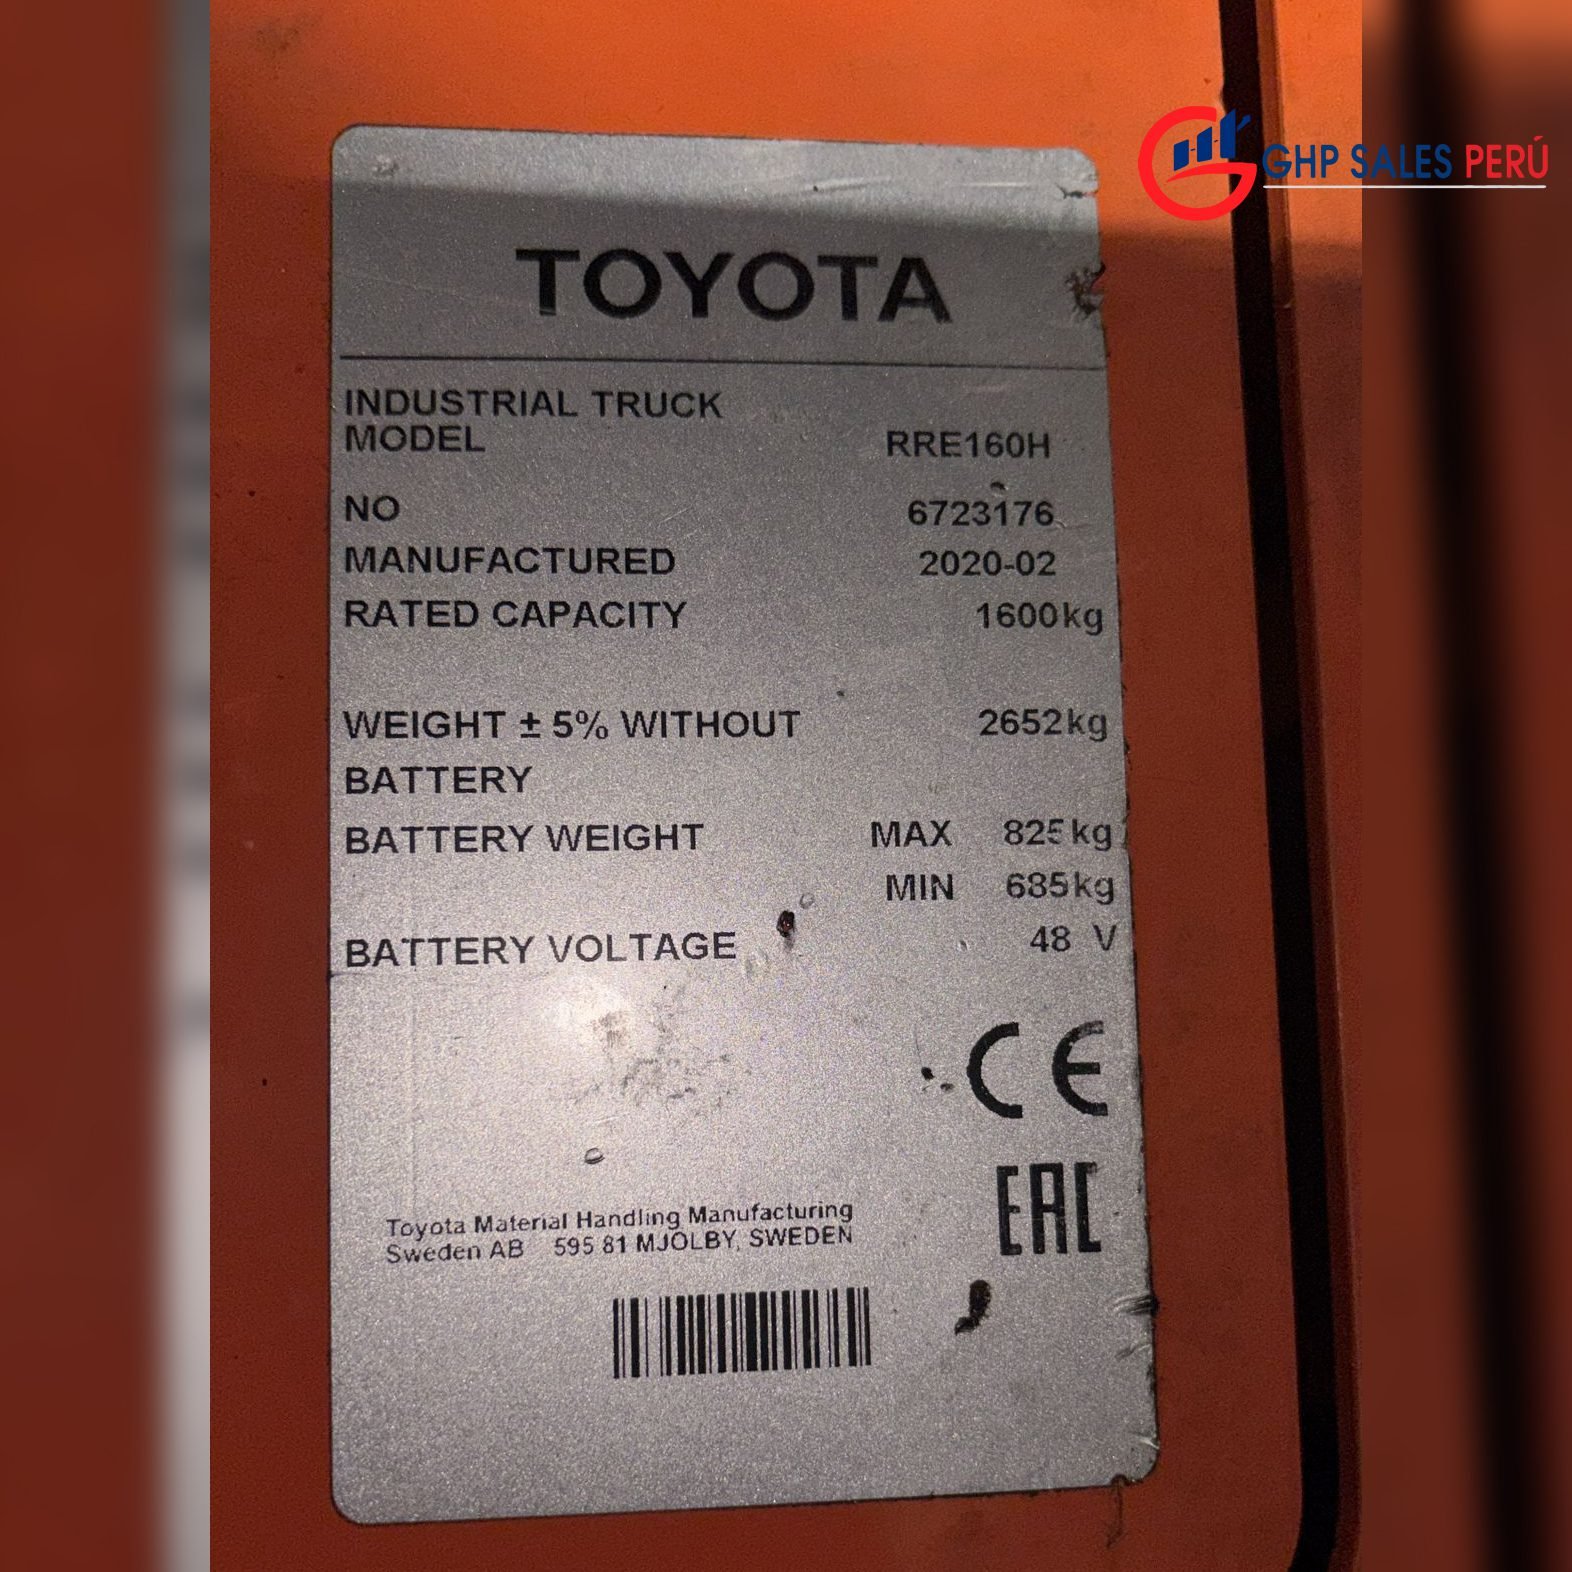 GHP SALES PERÚ
TOYOTA
INDUSTRIAL TRUCK
MODEL RRE160H
NO 6723176
MANUFACTURED 2020-02
RATED CAPACITY 1600kg
WEIGHT ± 5% WITHOUT 2652kg
BATTERY
BATTERY WEIGHT MAX 825kg
MIN 685kg
BATTERY VOLTAGE 48 V
CE
EAC
Toyota Material Handling Manufacturing
Sweden AB 595 81 MJÖLBY, SWEDEN